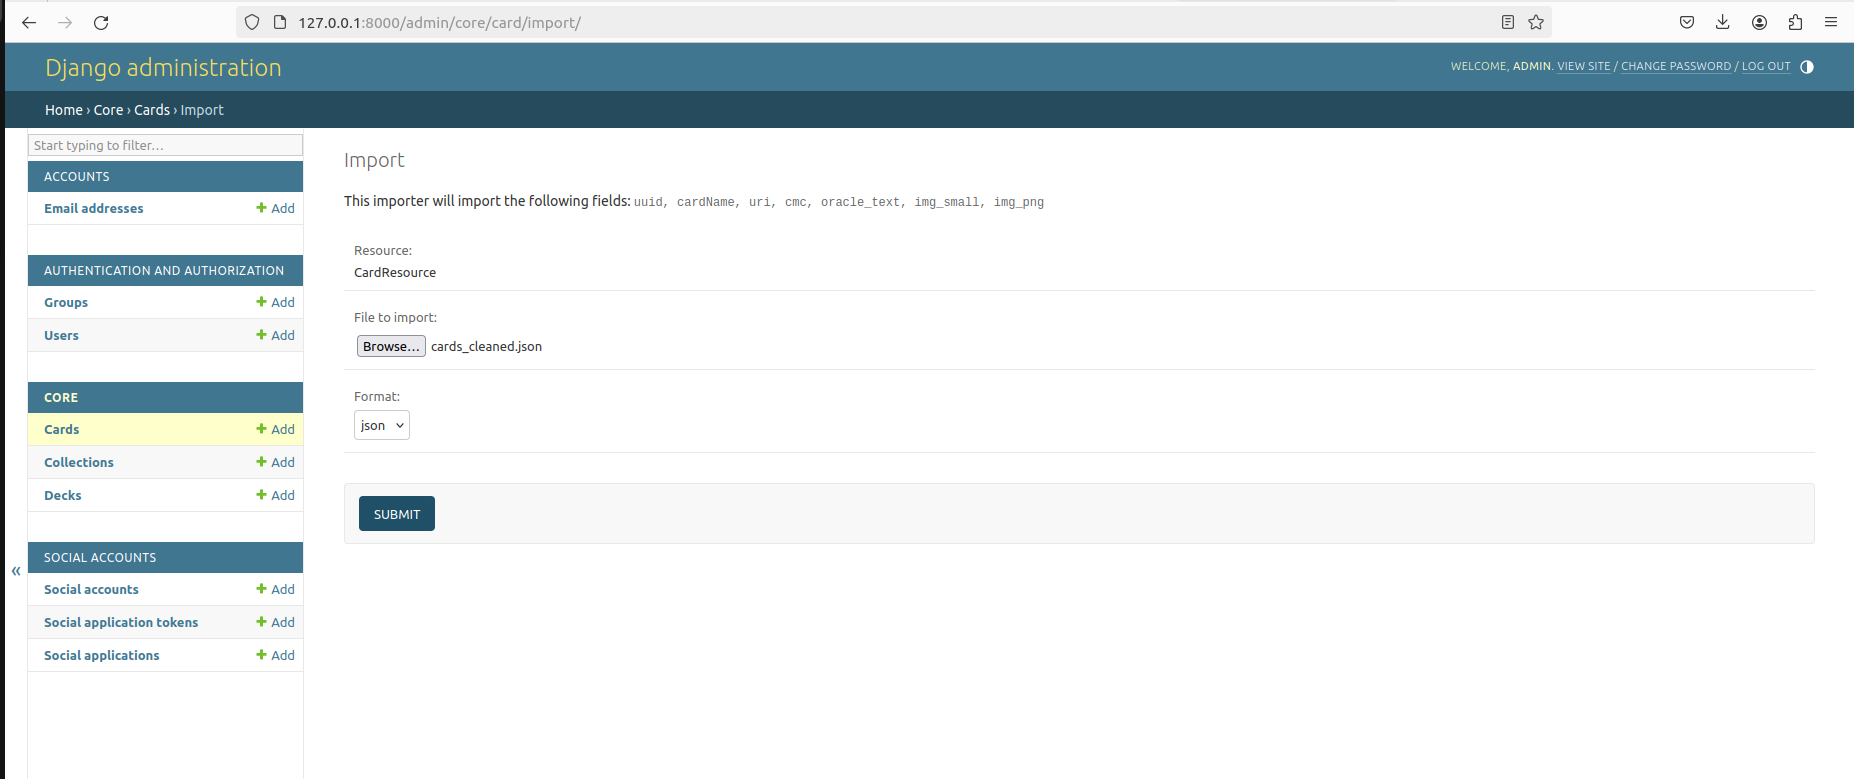 127.0.0.1:8000/admin/core/card/import/
Django administration
WELCOME, ADMIN. VIEW SITE / CHANGE PASSWORD / LOG OUT
Home › Core › Cards › Import
Start typing to filter…
ACCOUNTS
Email addresses + Add
AUTHENTICATION AND AUTHORIZATION
Groups + Add
Users + Add
CORE
Cards + Add
Collections + Add
Decks + Add
SOCIAL ACCOUNTS
«
Social accounts + Add
Social application tokens + Add
Social applications + Add
Import
This importer will import the following fields: uuid, cardName, uri, cmc, oracle_text, img_small, img_png
Resource:
CardResource
File to import:
Browse… cards_cleaned.json
Format:
json
SUBMIT